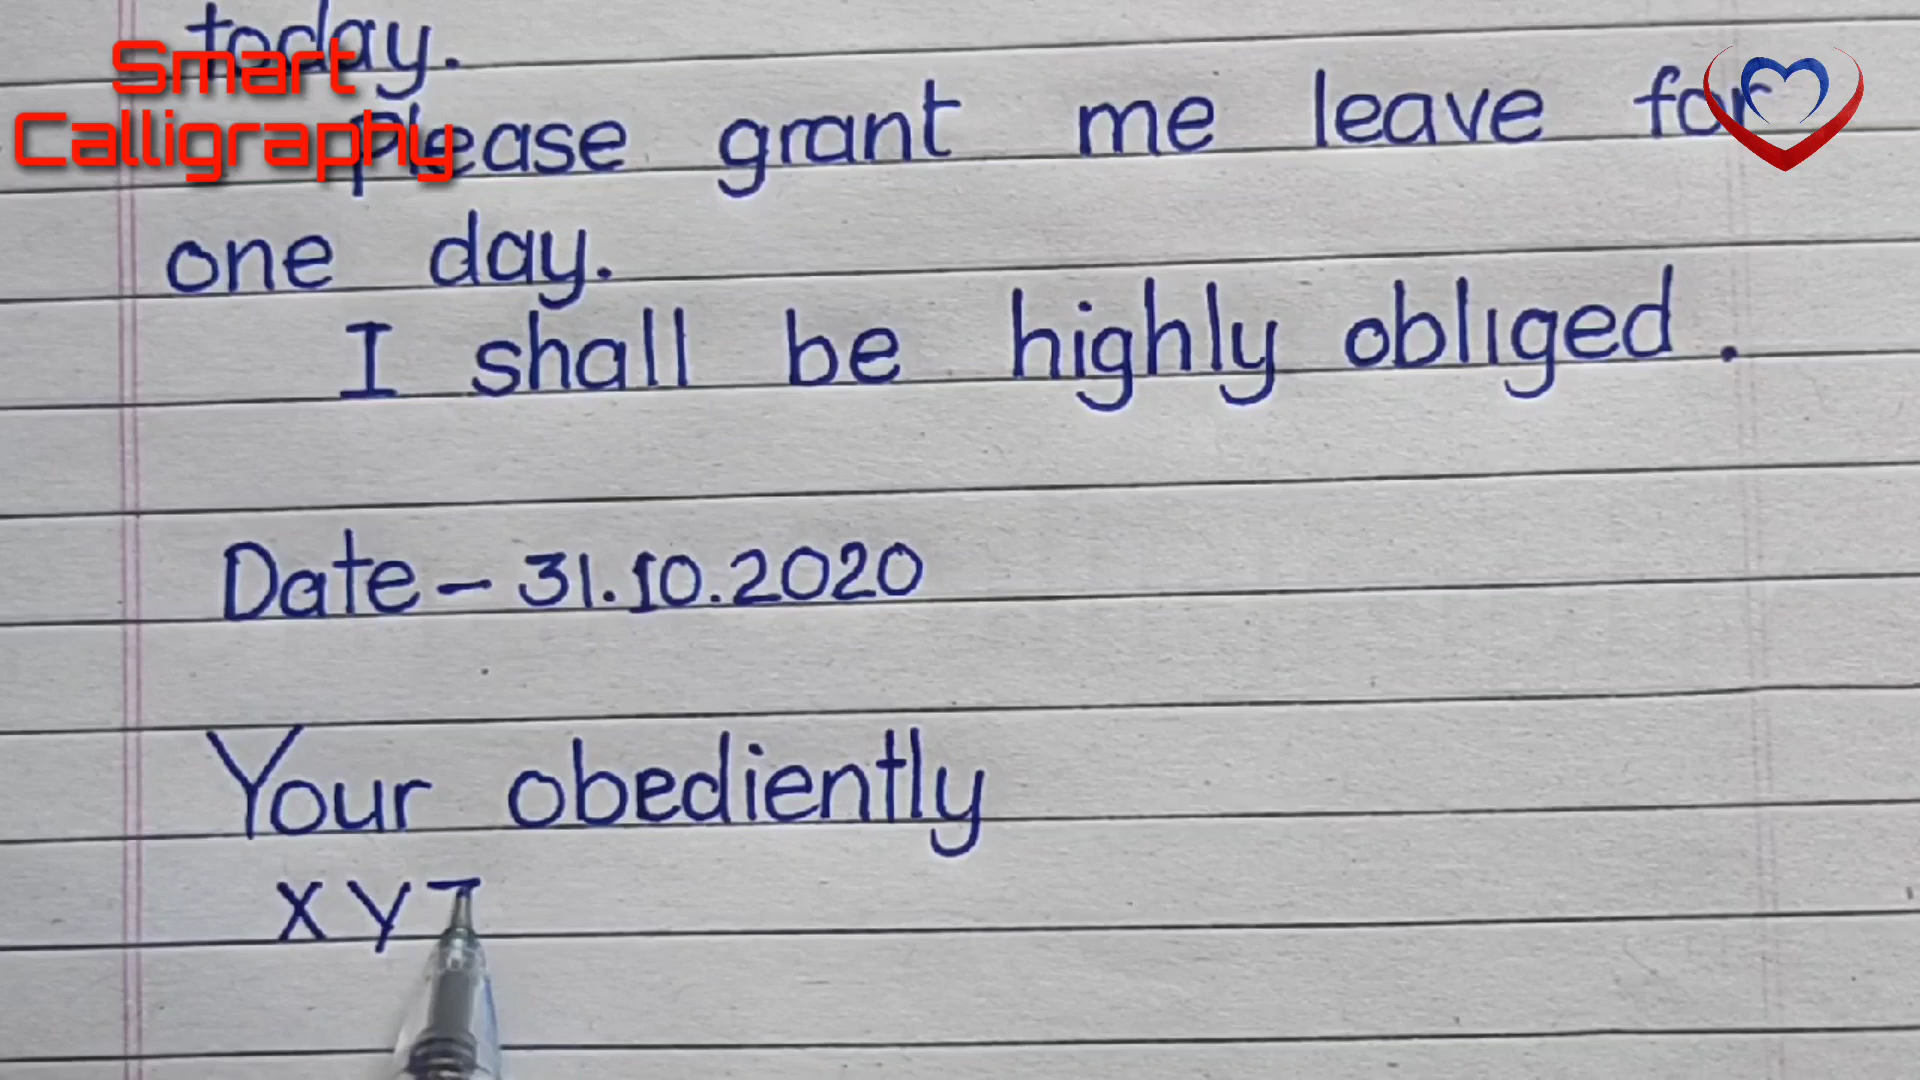 today.
Smart
Calligraphy
Please grant me leave for
one day.
I shall be highly obliged.
Date - 31.10.2020
Your obediently
X Y